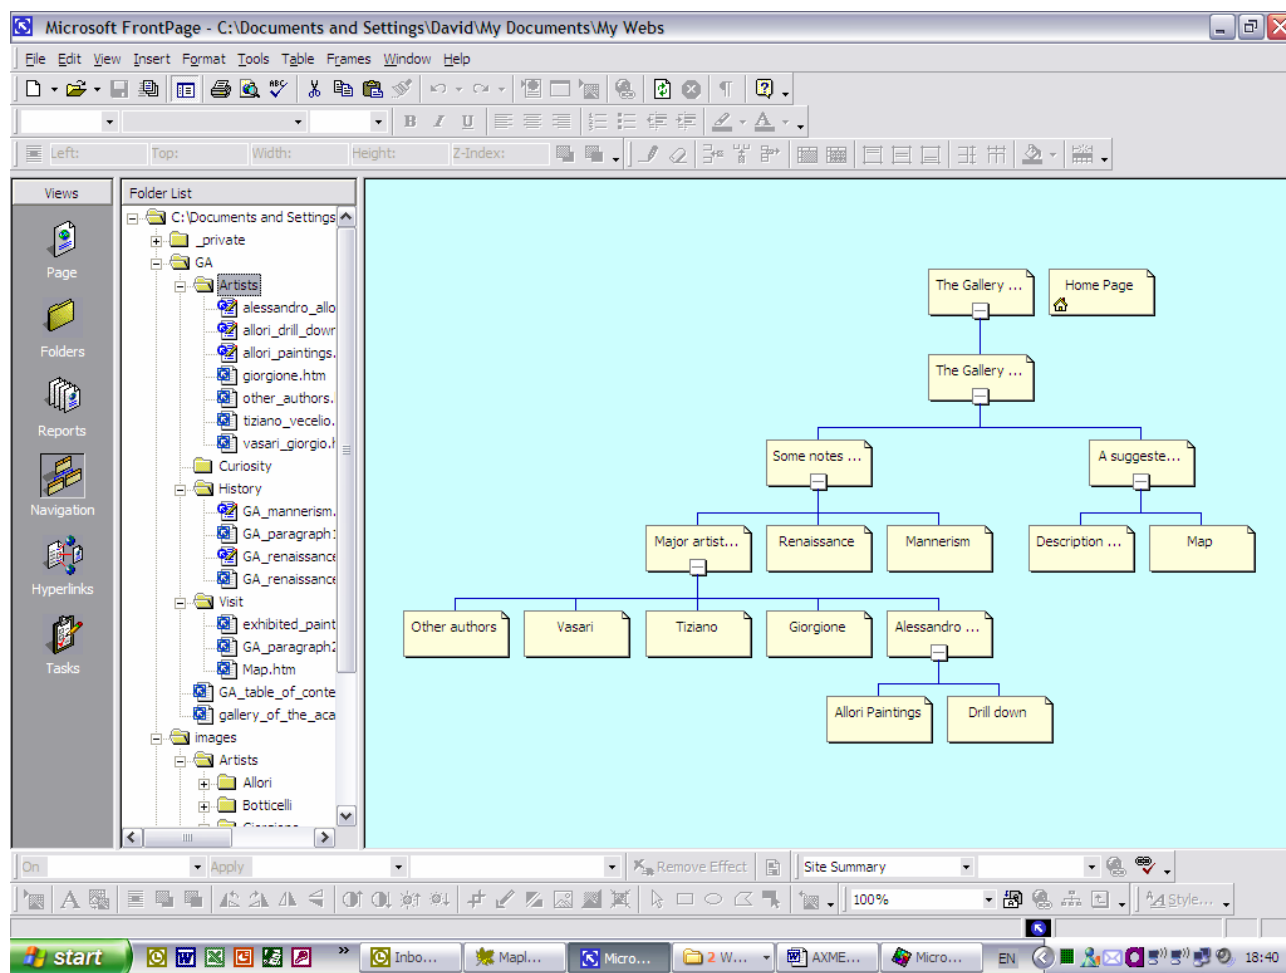 Microsoft FrontPage - C:\Documents and Settings\David\My Documents\My Webs
File Edit View Insert Format Tools Table Frames Window Help
ABC
B I U A
Left: Top: Width: Height: Z-Index:
Views
Page
Folders
Reports
Navigation
Hyperlinks
Tasks
Folder List
C:\Documents and Settings
_private
GA
Artists
alessandro_allo
allori_drill_dowr
allori_paintings.
giorgione.htm
other_authors.
tiziano_vecelio.
vasari_giorgio.h
Curiosity
History
GA_mannerism.
GA_paragraph1
GA_renaissance
GA_renaissance
Visit
exhibited_paint
GA_paragraph2
Map.htm
GA_table_of_conte
gallery_of_the_aca
images
Artists
Allori
Botticelli
Giorgione
The Gallery ...
Home Page
The Gallery ...
Some notes ...
A suggeste...
Major artist...
Renaissance
Mannerism
Description ...
Map
Other authors
Vasari
Tiziano
Giorgione
Alessandro ...
Allori Paintings
Drill down
On Apply Remove Effect Site Summary
A 100% Style...
start Inbo... Mapl... Micro... 2 W... AXME... Micro... EN 18:40